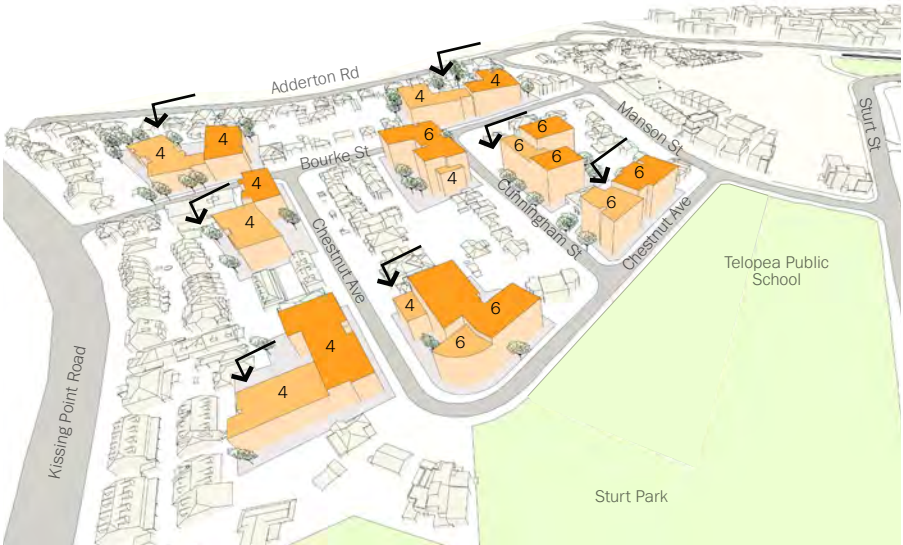 Adderton Rd
4
4
4
4
6
Bourke St
4
6
6
6
Manson St
Sturt St
4
4
6
6
Cunningham St
Chestnut Ave
Chestnut Ave
Telopea Public
School
4
6
6
4
4
Kissing Point Road
Sturt Park